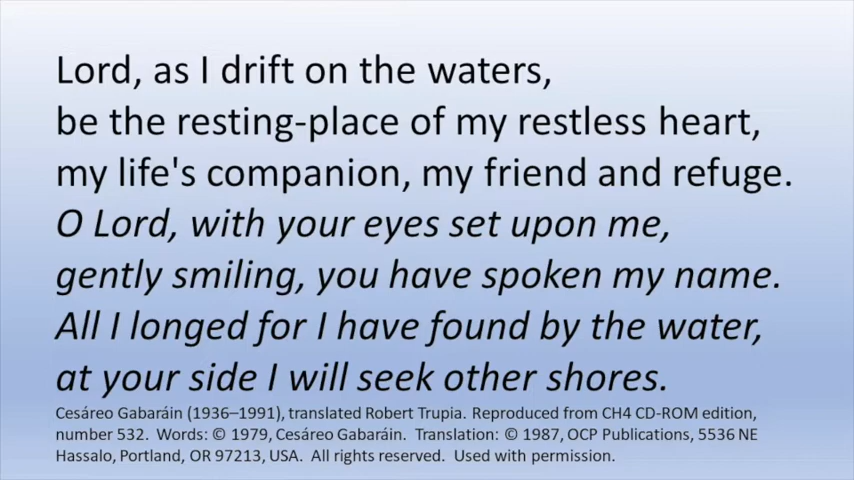 Lord, as I drift on the waters,
be the resting-place of my restless heart,
my life's companion, my friend and refuge.
O Lord, with your eyes set upon me,
gently smiling, you have spoken my name.
All I longed for I have found by the water,
at your side I will seek other shores.
Cesáreo Gabaráin (1936–1991), translated Robert Trupia. Reproduced from CH4 CD-ROM edition,
number 532.  Words: © 1979, Cesáreo Gabaráin.  Translation: © 1987, OCP Publications, 5536 NE
Hassalo, Portland, OR 97213, USA.  All rights reserved.  Used with permission.